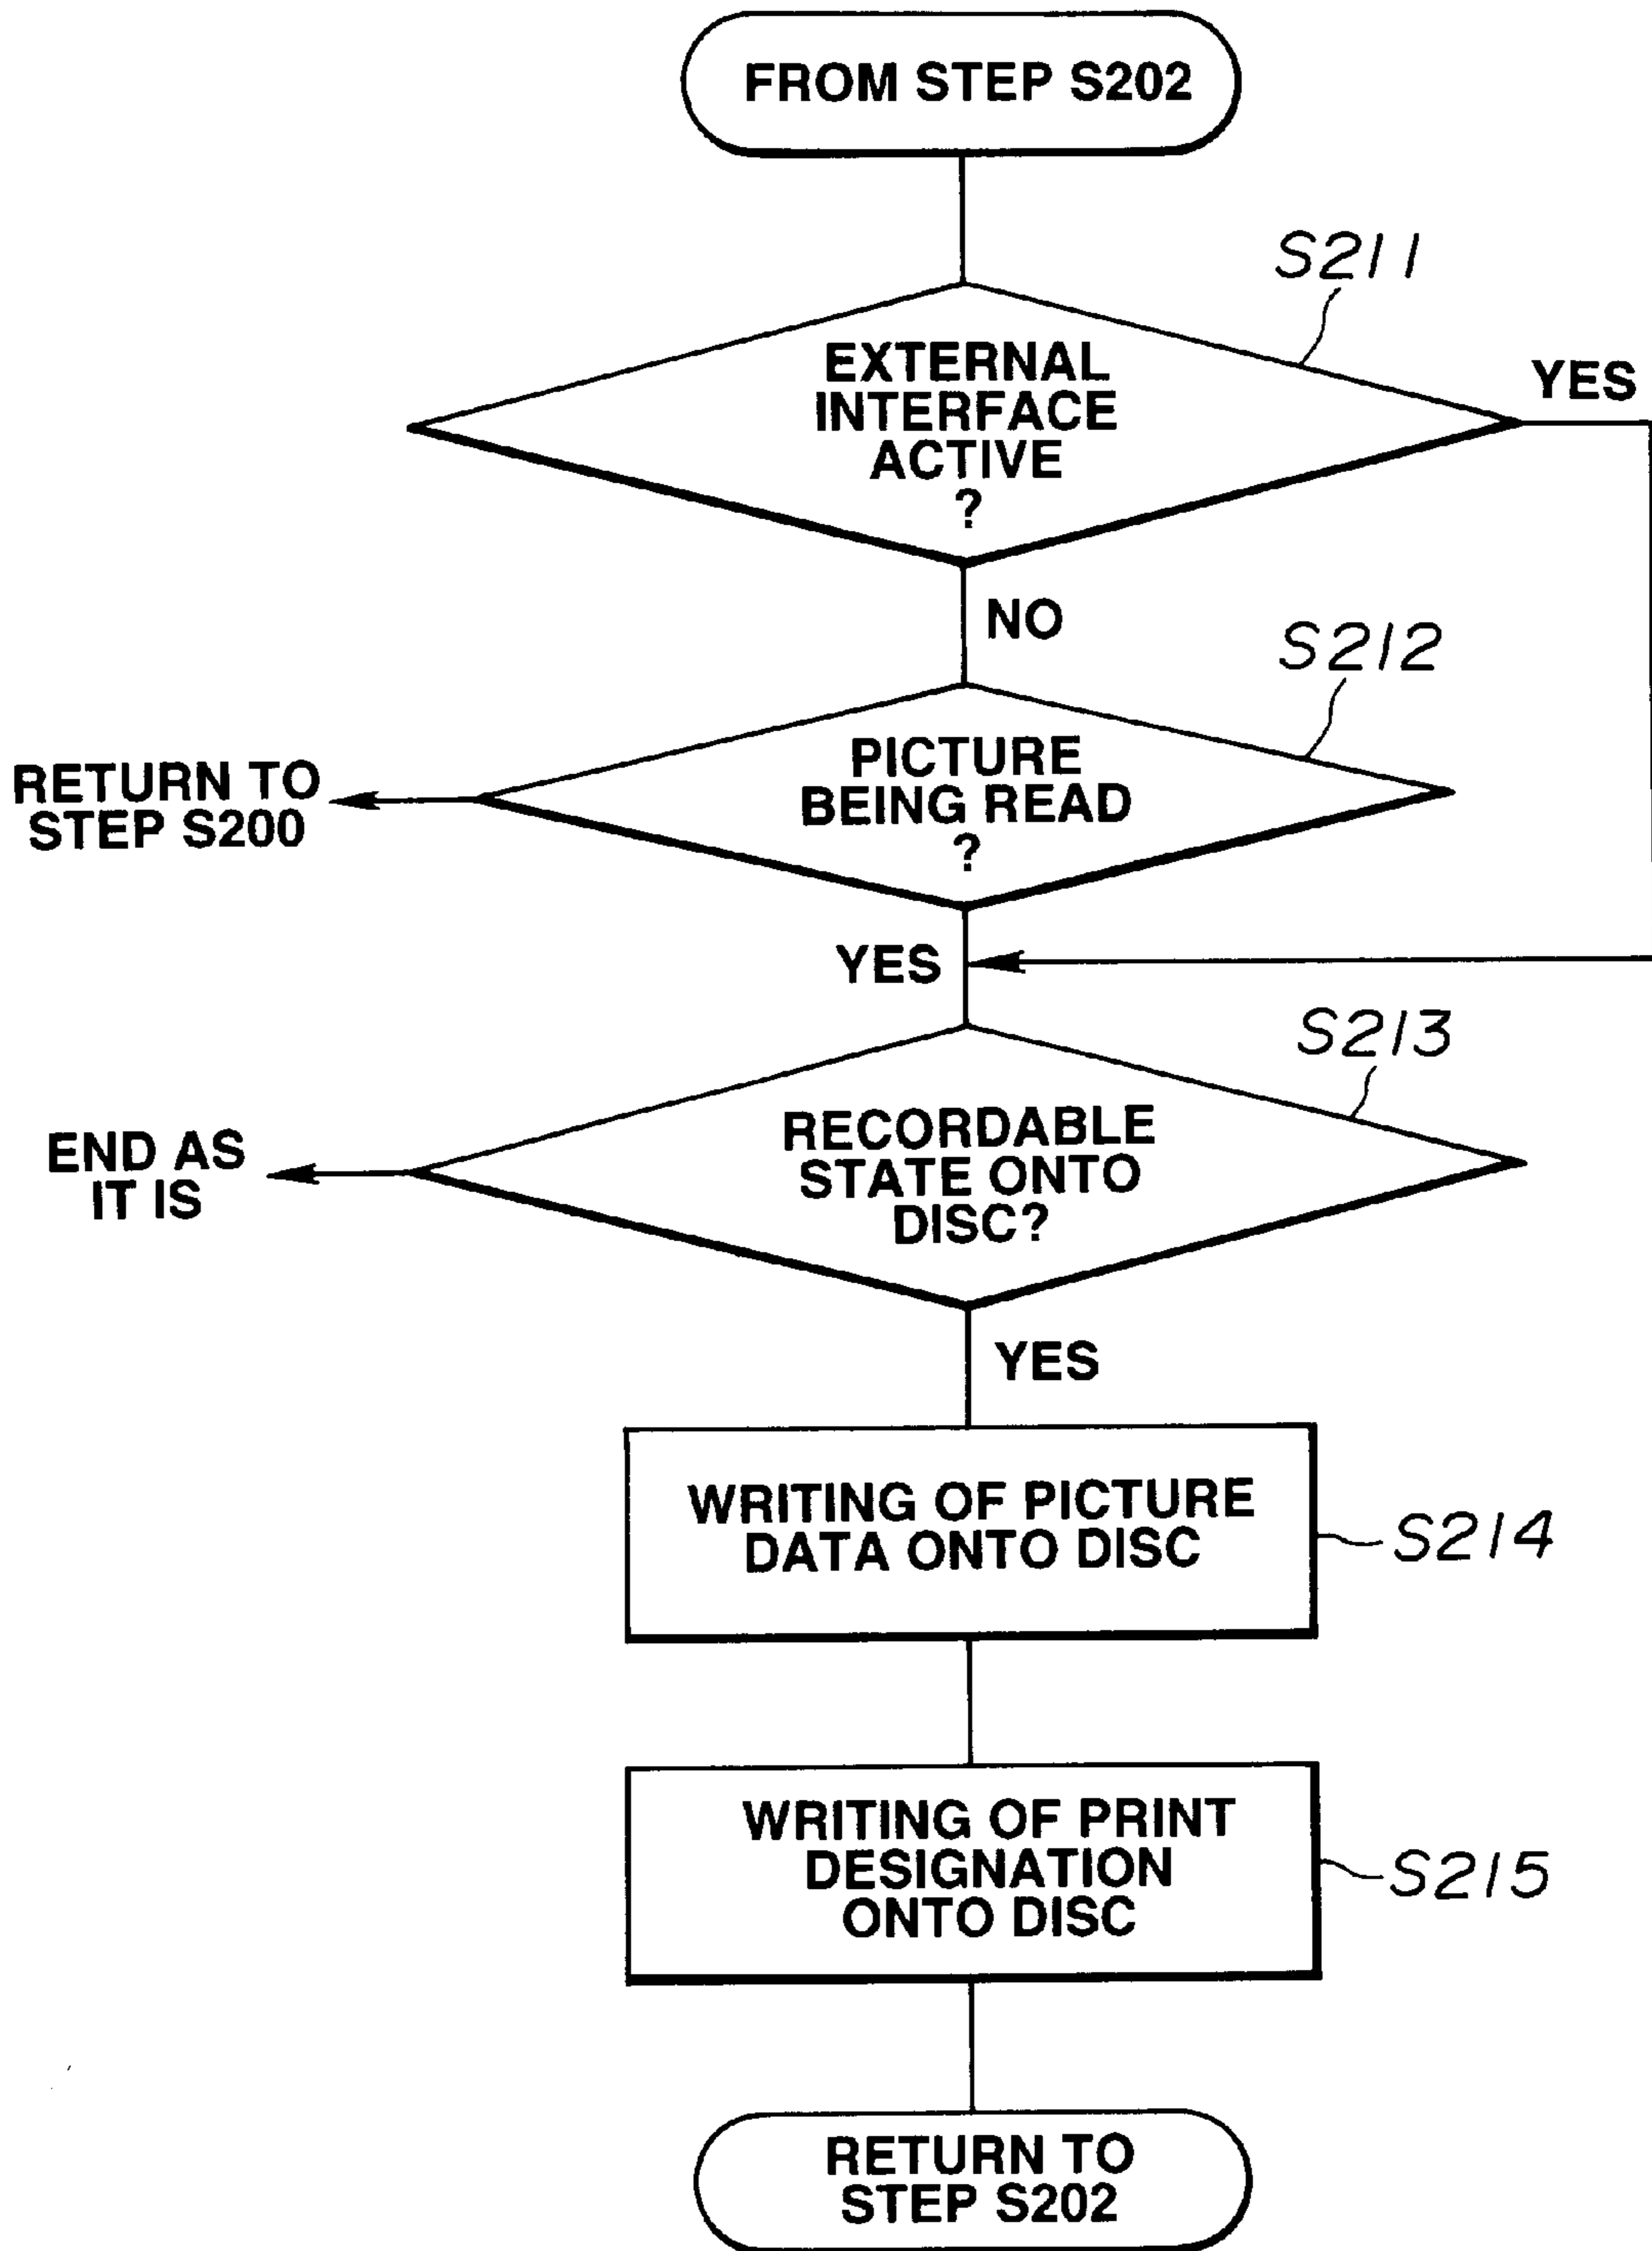 FROM STEP S202
S211
EXTERNAL
INTERFACE
ACTIVE
?
YES
NO
S212
PICTURE
BEING READ
?
RETURN TO
STEP S200
YES
S213
RECORDABLE
STATE ONTO
DISC?
END AS
IT IS
YES
WRITING OF PICTURE
DATA ONTO DISC
S214
WRITING OF PRINT
DESIGNATION
ONTO DISC
S215
RETURN TO
STEP S202